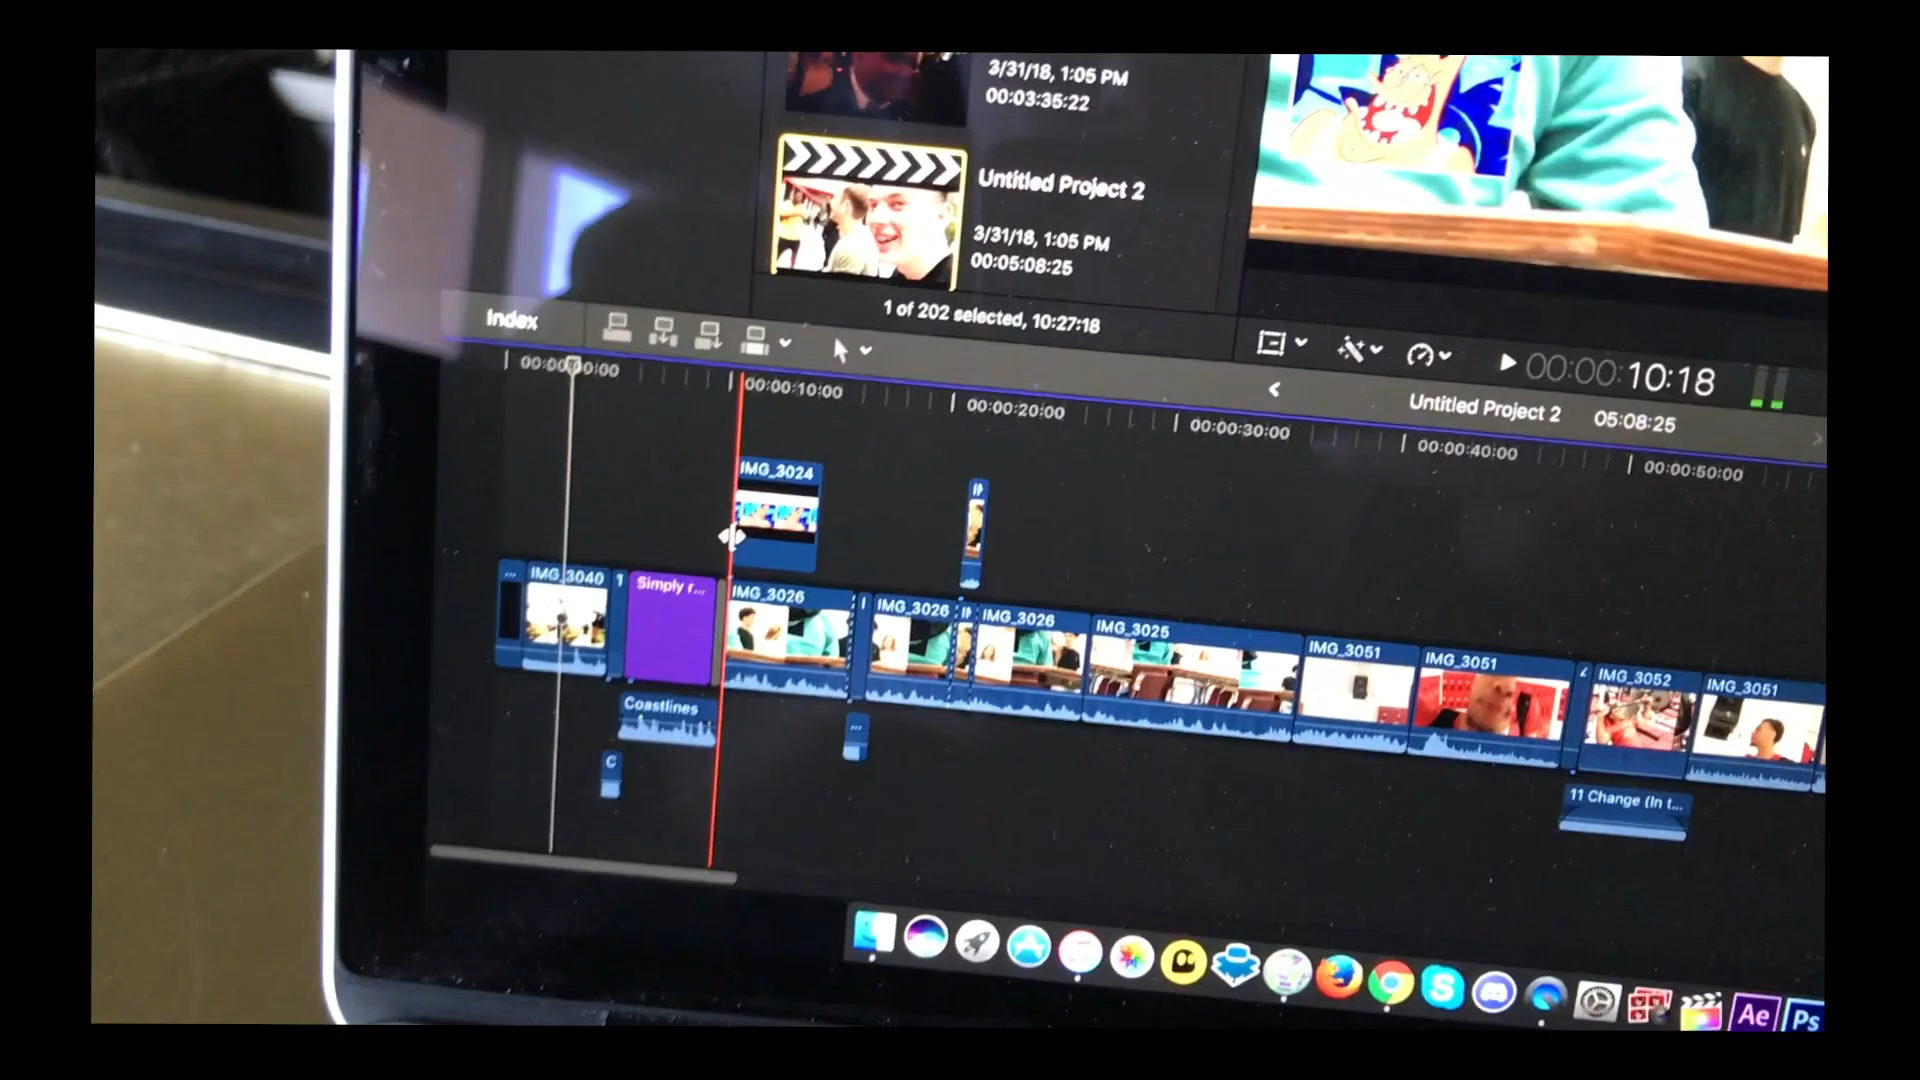 3/31/18, 1:05 PM
00:03:35:22
Untitled Project 2
3/31/18, 1:05 PM
00:05:08:25
1 of 202 selected, 10:27:18
Index
00:00:10:18
Untitled Project 2 05:08:25
00:00:00:00 00:00:10:00 00:00:20:00 00:00:30:00 00:00:40:00 00:00:50:00
IMG_3024
... IMG_3040 1 Simply r... IMG_3026 IMG_3026 IMG_3026 IMG_3025 IMG_3051 IMG_3051 IMG_3052 IMG_3051
Coastlines
...
C
11 Change (In t...
Ae Ps